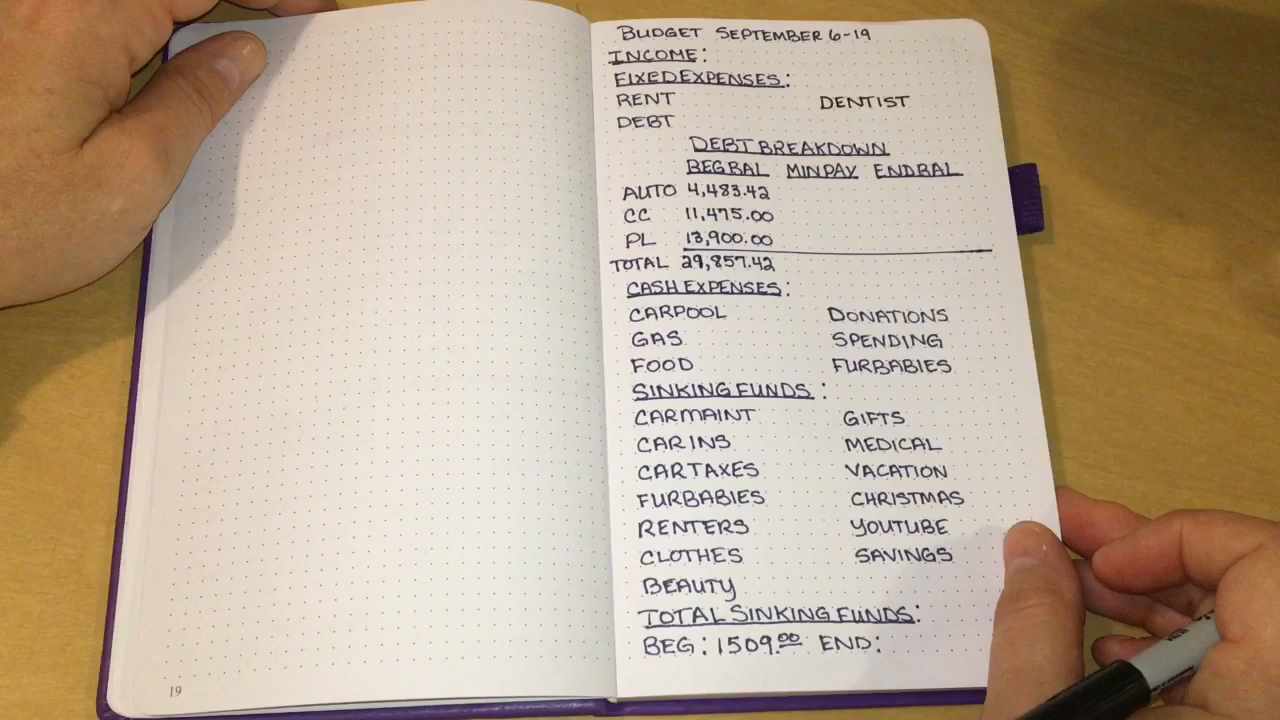 BUDGET SEPTEMBER 6-19
INCOME:
FIXED EXPENSES:
RENT DENTIST
DEBT
DEBT BREAKDOWN
BEG BAL MIN PAY END BAL
AUTO 4,483.42
CC 11,475.00
PL 13,900.00
TOTAL 29,857.42
CASH EXPENSES:
CARPOOL DONATIONS
GAS SPENDING
FOOD FURBABIES
SINKING FUNDS:
CAR MAINT GIFTS
CAR INS MEDICAL
CAR TAXES VACATION
FURBABIES CHRISTMAS
RENTERS YOUTUBE
CLOTHES SAVINGS
BEAUTY
TOTAL SINKING FUNDS:
BEG: 1509.00 END:
19